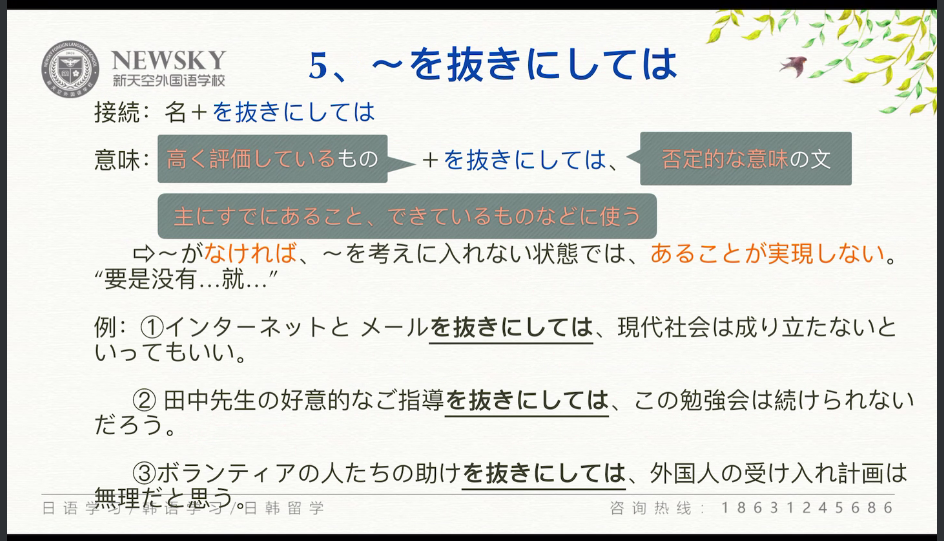 NEWSKY
新天空外国语学校
5、～を抜きにしては
接続：名＋を抜きにしては
意味：高く評価しているもの＋を抜きにしては、否定的な意味の文
主にすでにあること、できているものなどに使う
⇨～がなければ、～を考えに入れない状態では、あることが実現しない。
“要是没有…就…”
例：①インターネットと メールを抜きにしては、現代社会は成り立たないと
いってもいい。
② 田中先生の好意的なご指導を抜きにしては、この勉強会は続けられない
だろう。
③ボランティアの人たちの助けを抜きにしては、外国人の受け入れ計画は
無理だと思う。
日语学习/韩语学习/日韩留学
咨询热线：18631245686